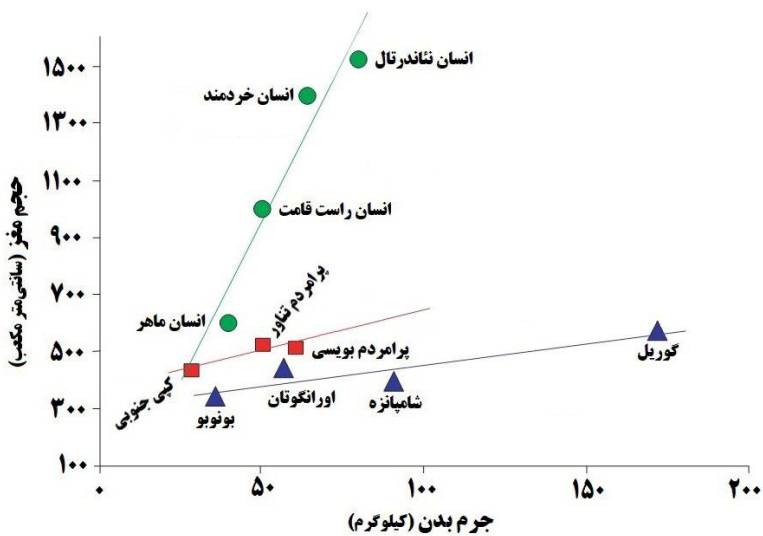 حجم مغز (سانتی‌متر مکعب)
۱۵۰۰
۱۳۰۰
۱۱۰۰
۹۰۰
۷۰۰
۵۰۰
۳۰۰
۱۰۰
انسان نئاندرتال
انسان خردمند
انسان راست قامت
انسان ماهر
پرامردم تناور
پرامردم بویسی
کپی جنوبی
گوریل
اورانگوتان
شامپانزه
بونوبو
۰
۵۰
۱۰۰
۱۵۰
۲۰۰
جرم بدن (کیلوگرم)